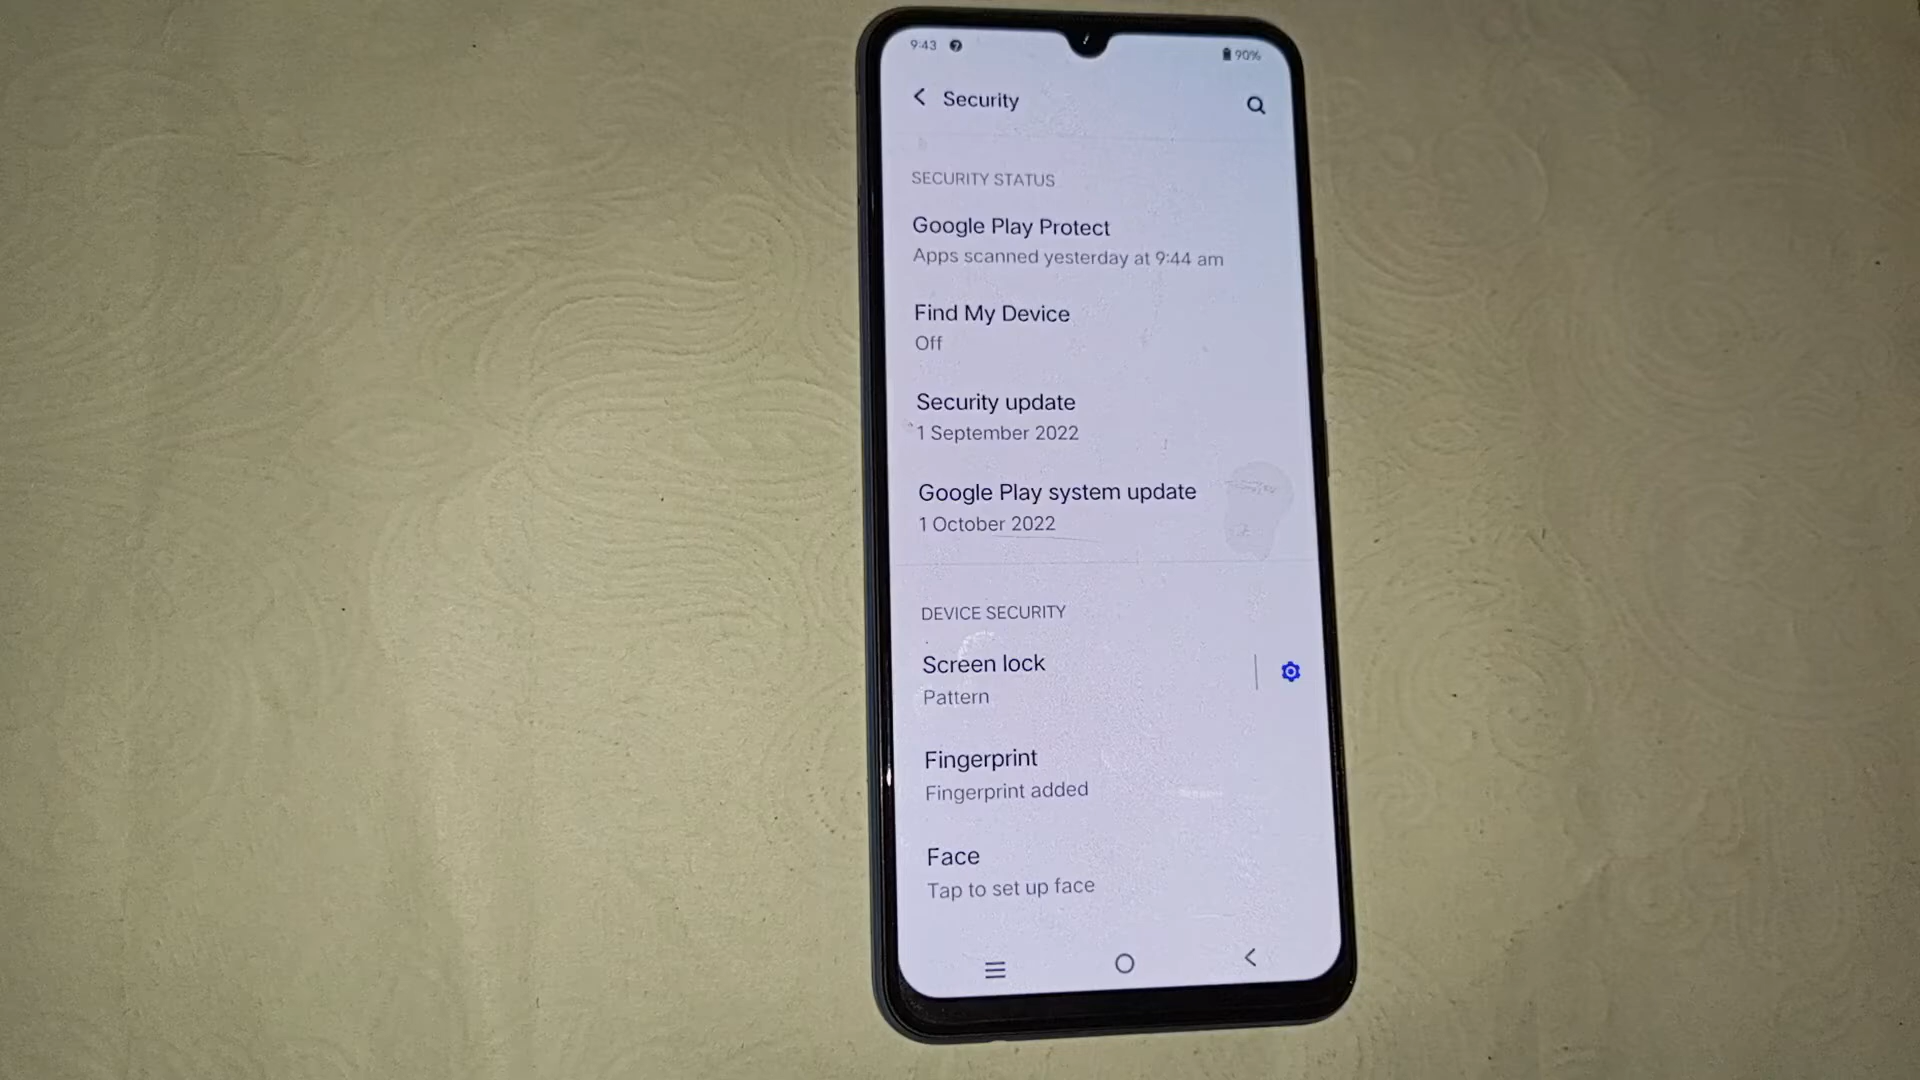 9:43
90%
Security
SECURITY STATUS
Google Play Protect
Apps scanned yesterday at 9:44 am
Find My Device
Off
Security update
1 September 2022
Google Play system update
1 October 2022
DEVICE SECURITY
Screen lock
Pattern
Fingerprint
Fingerprint added
Face
Tap to set up face